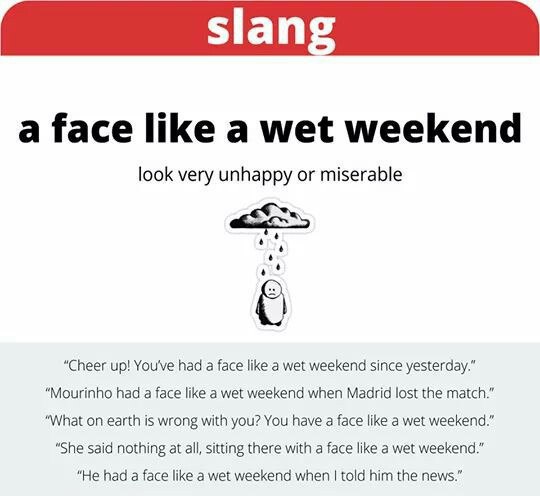 slang
a face like a wet weekend
look very unhappy or miserable
“Cheer up! You’ve had a face like a wet weekend since yesterday.”
“Mourinho had a face like a wet weekend when Madrid lost the match.”
“What on earth is wrong with you? You have a face like a wet weekend.”
“She said nothing at all, sitting there with a face like a wet weekend.”
“He had a face like a wet weekend when I told him the news.”